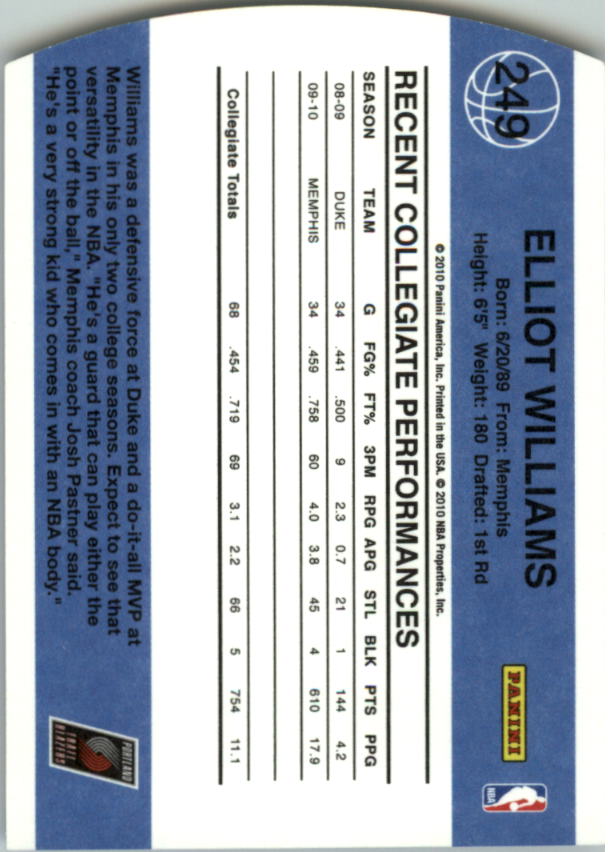 249
ELLIOT WILLIAMS
Born: 6/20/89 From: Memphis
Height: 6'5" Weight: 180 Drafted: 1st Rd
PANINI
NBA
© 2010 Panini America, Inc. Printed in the USA. © 2010 NBA Properties, Inc.
RECENT COLLEGIATE PERFORMANCES
SEASON TEAM G FG% FT% 3PM RPG APG STL BLK PTS PPG
08-09 DUKE 34 .441 .500 9 2.3 0.7 21 1 144 4.2
09-10 MEMPHIS 34 .459 .758 60 4.0 3.8 45 4 610 17.9
Collegiate Totals 68 .454 .719 69 3.1 2.2 66 5 754 11.1
Williams was a defensive force at Duke and a do-it-all MVP at
Memphis in his only two college seasons. Expect to see that
versatility in the NBA. "He's a guard that can play either the
point or off the ball," Memphis coach Josh Pastner said.
"He's a very strong kid who comes in with an NBA body."
PORTLAND
TRAIL BLAZERS